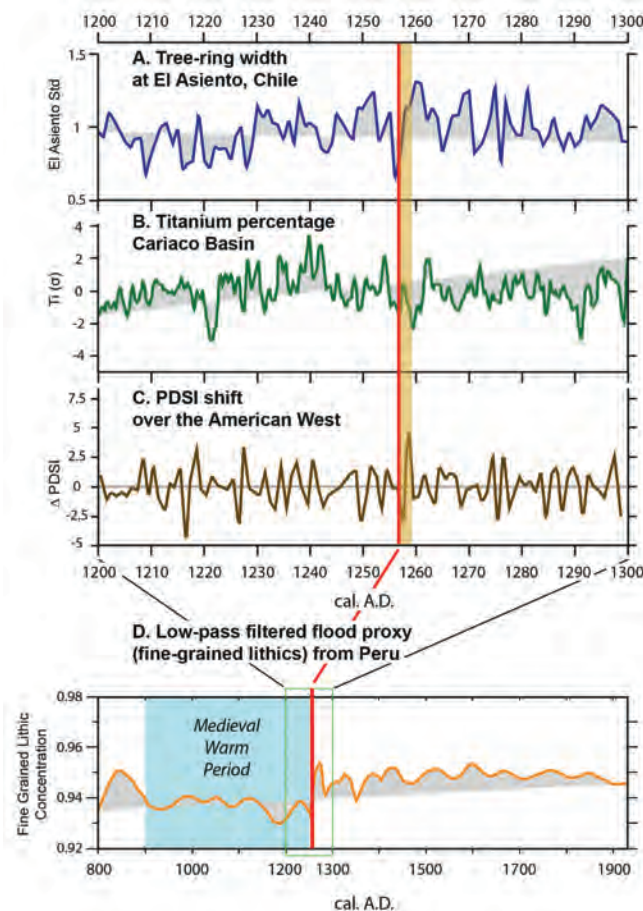 1200 1210 1220 1230 1240 1250 1260 1270 1280 1290 1300
A. Tree-ring width
at El Asiento, Chile
El Asiento Std
1.5
1
0.5
B. Titanium percentage
Cariaco Basin
Ti (σ)
4
2
0
-2
-4
C. PDSI shift
over the American West
Δ PDSI
7.5
5
2.5
0
-2.5
-5
1200 1210 1220 1230 1240 1250 1260 1270 1280 1290 1300
cal. A.D.
D. Low-pass filtered flood proxy
(fine-grained lithics) from Peru
Fine Grained Lithic
Concentration
0.98
0.96
0.94
0.92
Medieval
Warm
Period
800 900 1000 1100 1200 1300 1400 1500 1600 1700 1800 1900
cal. A.D.